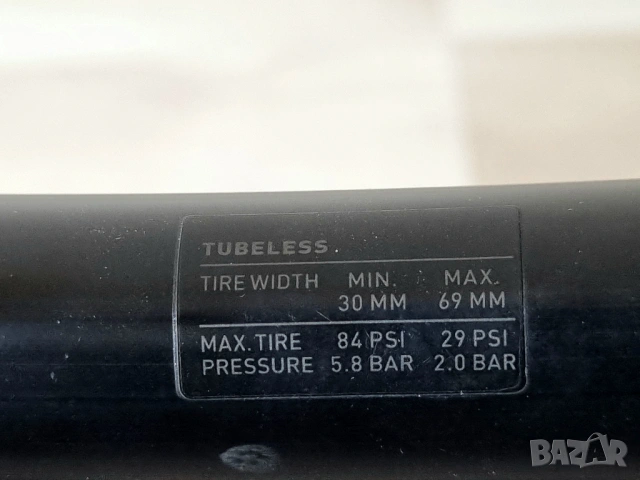 TUBELESS
TIRE WIDTH MIN. MAX.
30 MM 69 MM
MAX. TIRE 84 PSI 29 PSI
PRESSURE 5.8 BAR 2.0 BAR
BAZAR